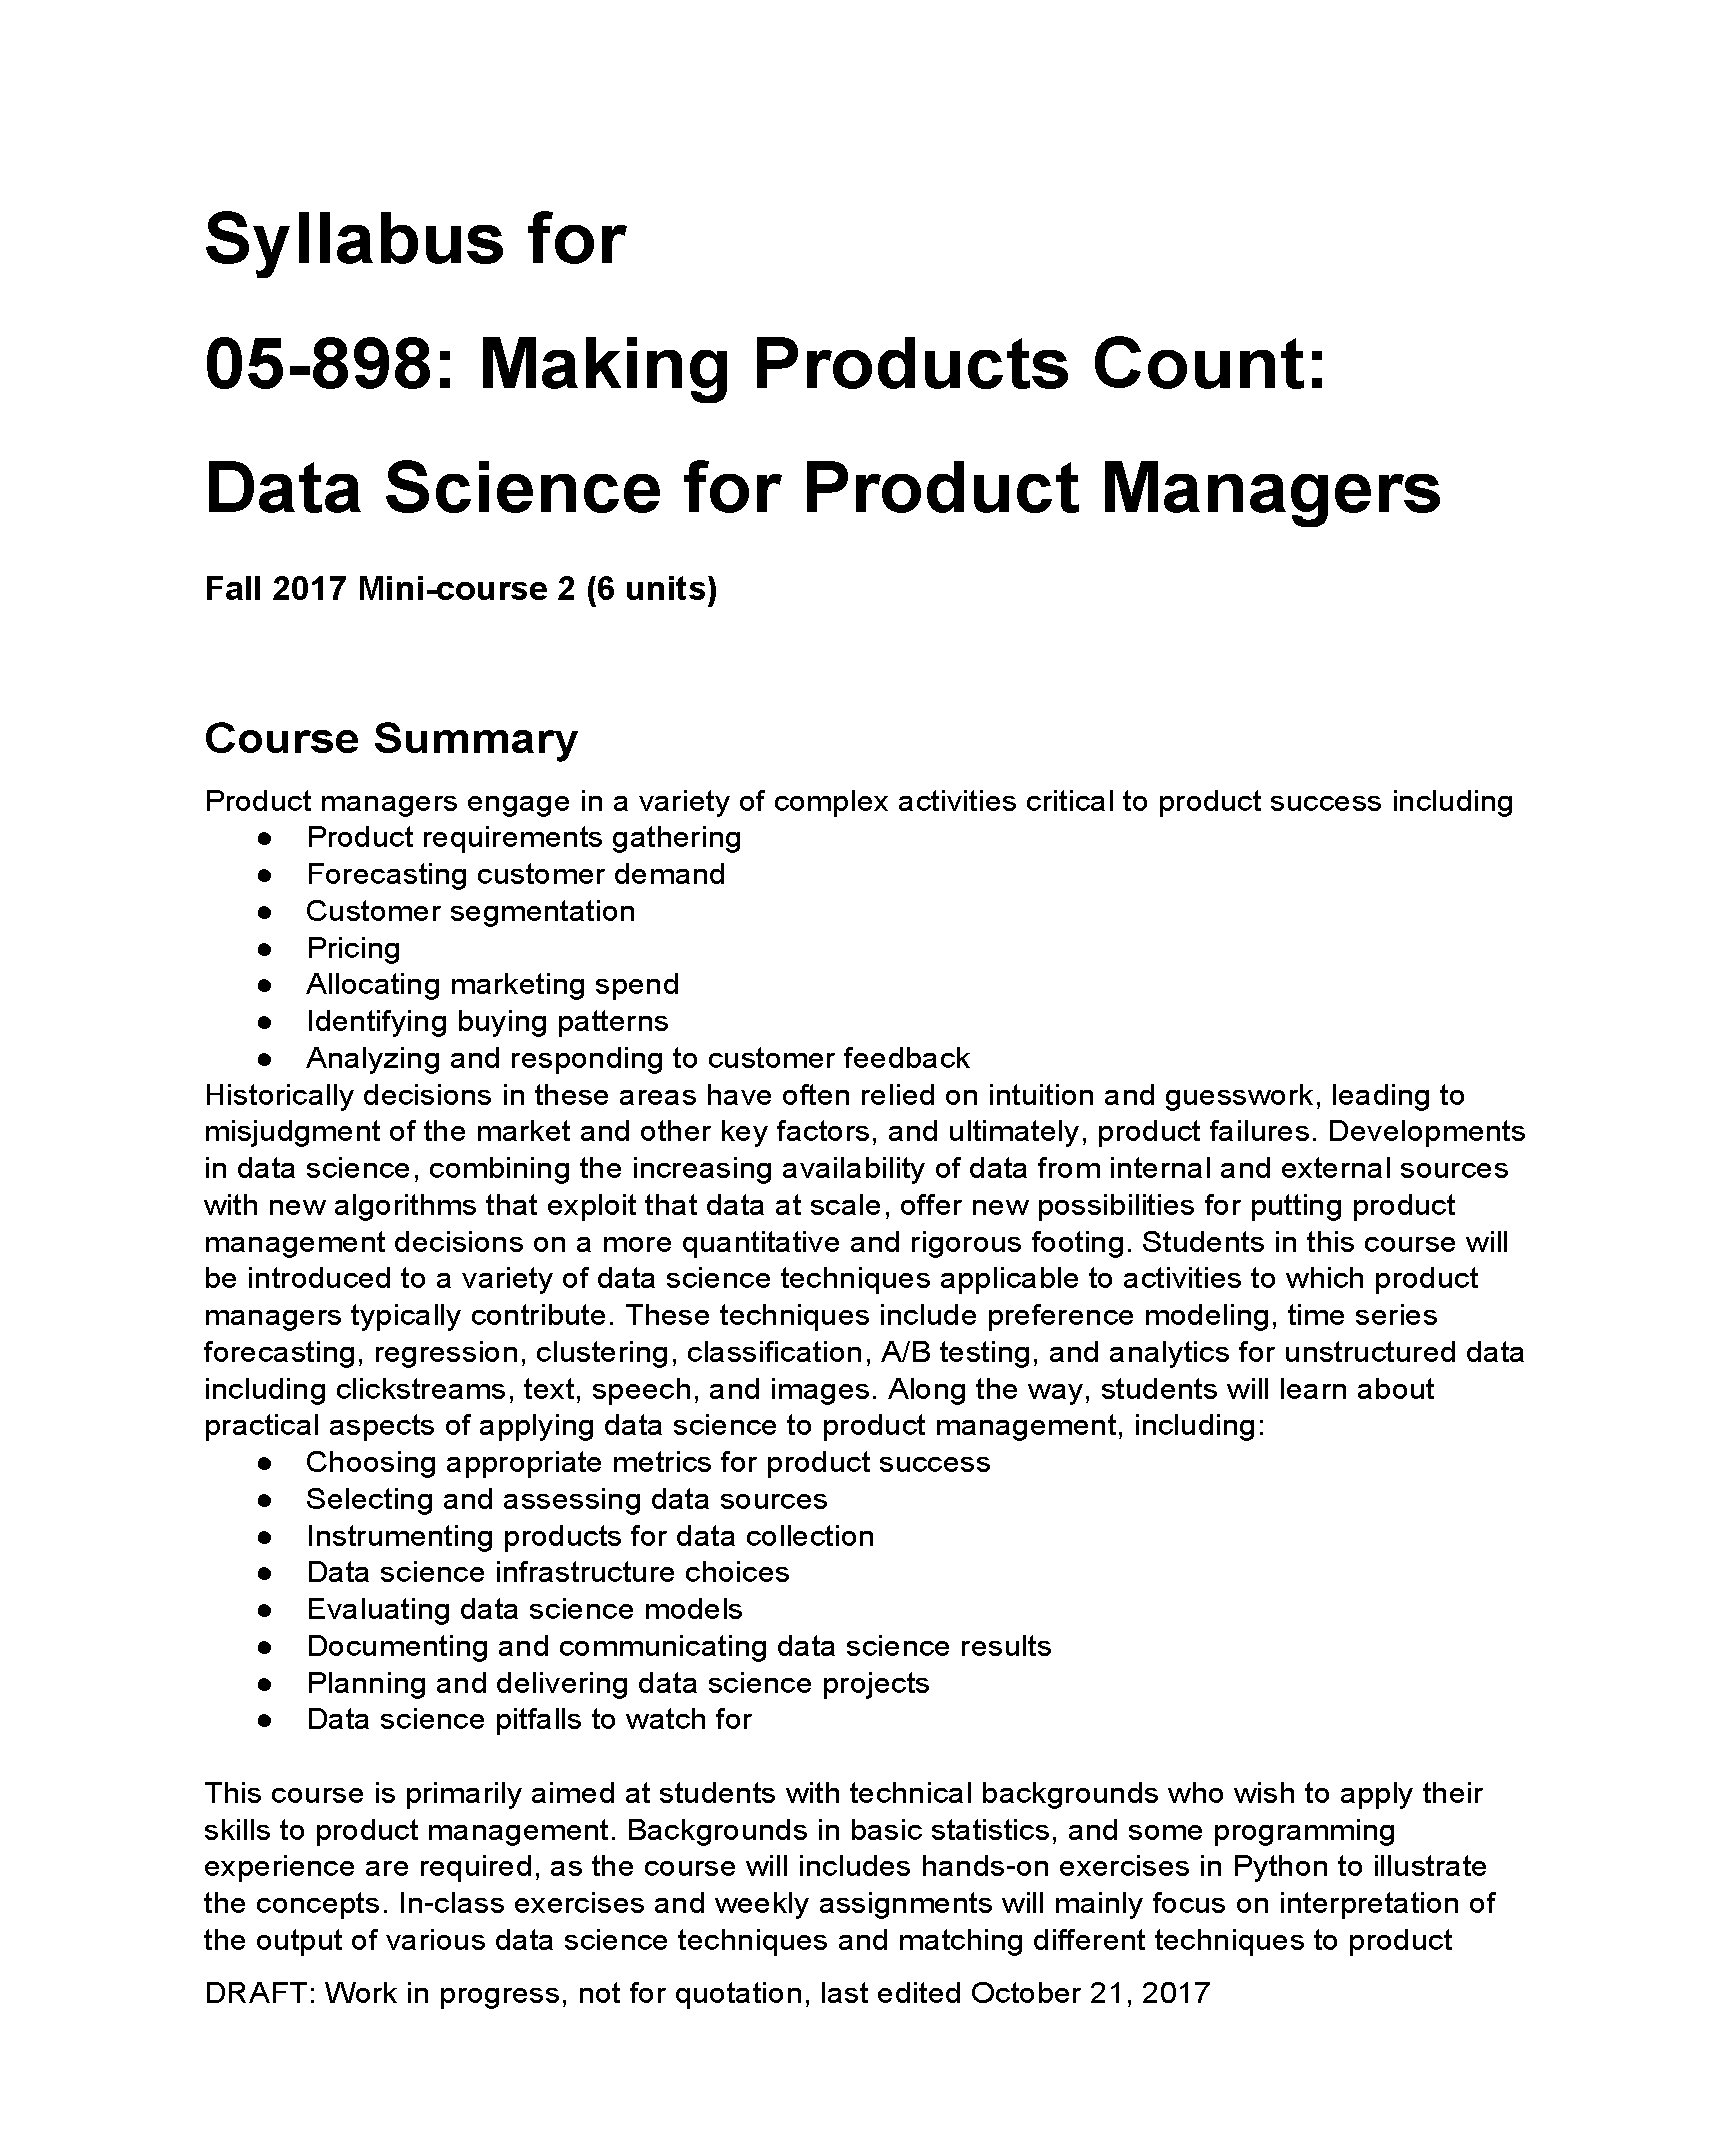 Syllabus for
05-898: Making Products Count:
Data Science for Product Managers
Fall 2017 Mini-course 2 (6 units)
Course Summary
Product managers engage in a variety of complex activities critical to product success including
● Product requirements gathering
● Forecasting customer demand
● Customer segmentation
● Pricing
● Allocating marketing spend
● Identifying buying patterns
● Analyzing and responding to customer feedback
Historically decisions in these areas have often relied on intuition and guesswork, leading to
misjudgment of the market and other key factors, and ultimately, product failures. Developments
in data science, combining the increasing availability of data from internal and external sources
with new algorithms that exploit that data at scale, offer new possibilities for putting product
management decisions on a more quantitative and rigorous footing. Students in this course will
be introduced to a variety of data science techniques applicable to activities to which product
managers typically contribute. These techniques include preference modeling, time series
forecasting, regression, clustering, classification, A/B testing, and analytics for unstructured data
including clickstreams, text, speech, and images. Along the way, students will learn about
practical aspects of applying data science to product management, including:
● Choosing appropriate metrics for product success
● Selecting and assessing data sources
● Instrumenting products for data collection
● Data science infrastructure choices
● Evaluating data science models
● Documenting and communicating data science results
● Planning and delivering data science projects
● Data science pitfalls to watch for
This course is primarily aimed at students with technical backgrounds who wish to apply their
skills to product management. Backgrounds in basic statistics, and some programming
experience are required, as the course will includes hands-on exercises in Python to illustrate
the concepts. In-class exercises and weekly assignments will mainly focus on interpretation of
the output of various data science techniques and matching different techniques to product
DRAFT: Work in progress, not for quotation, last edited October 21, 2017